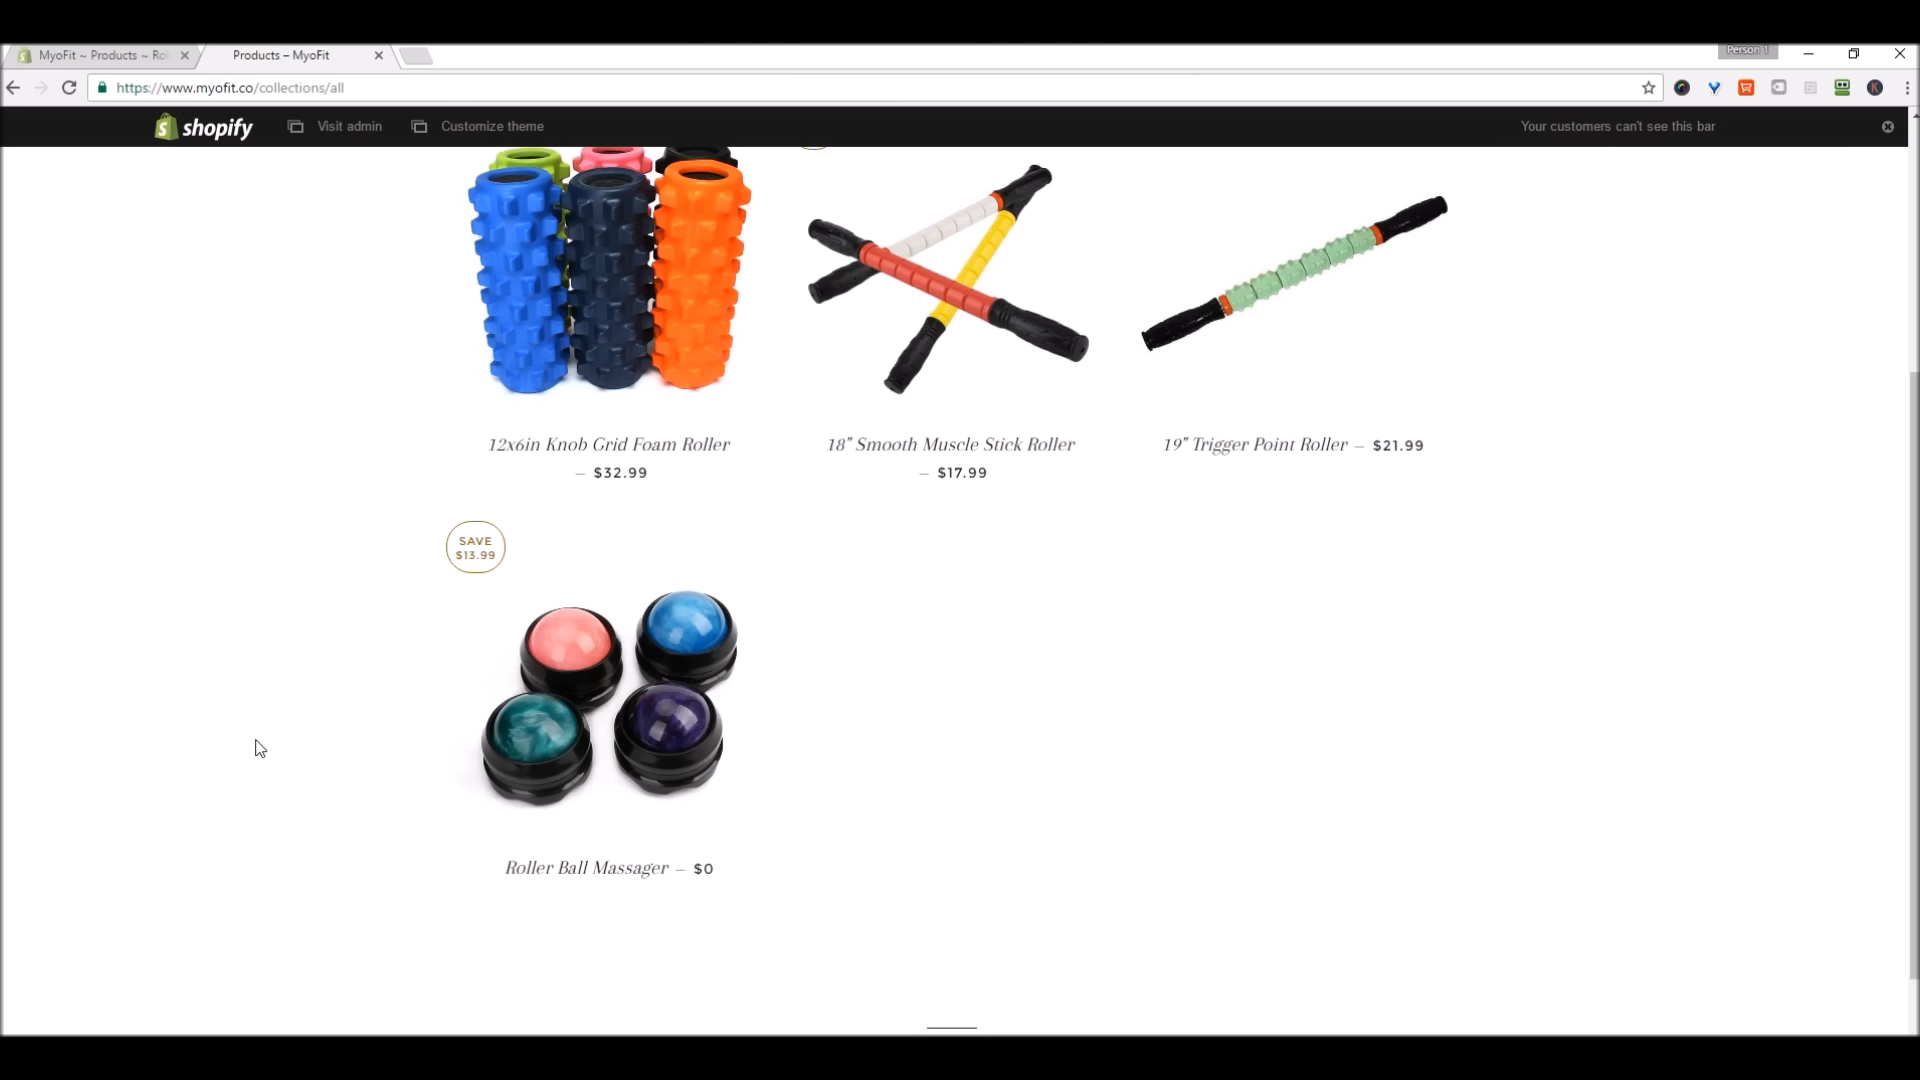 MyoFit ~ Products ~ Rol
Products – MyoFit
Person 1
https://www.myofit.co/collections/all
shopify
Visit admin
Customize theme
Your customers can't see this bar
12x6in Knob Grid Foam Roller
– $32.99
18" Smooth Muscle Stick Roller
– $17.99
19" Trigger Point Roller – $21.99
SAVE
$13.99
Roller Ball Massager – $0